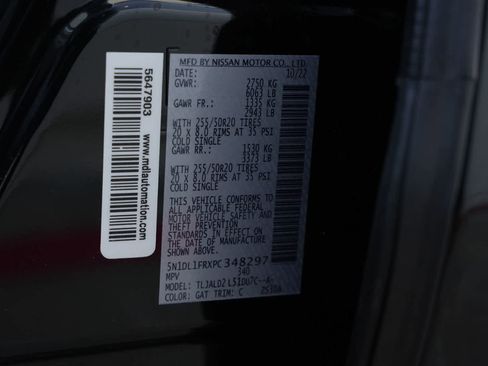 5647903
www.mdiautomation.com
MFD BY NISSAN MOTOR CO., LTD.
DATE: 10/22
GVWR: 2750 KG
6063 LB
GAWR FR.: 1335 KG
2943 LB
WITH 255/50R20 TIRES
20 X 8.0 RIMS AT 35 PSI
COLD SINGLE
GAWR RR.: 1530 KG
3373 LB
WITH 255/50R20 TIRES
20 X 8.0 RIMS AT 35 PSI
COLD SINGLE
THIS VEHICLE CONFORMS TO
ALL APPLICABLE U.S. FEDERAL
MOTOR VEHICLE SAFETY AND
THEFT PREVENTION STANDARDS
IN EFFECT ON THE DATE OF
MANUFACTURE SHOWN ABOVE.
5N1DL1FRXPC348297
MPV 340
MODEL: TLJALD2
COLOR: GAT TRIM: C